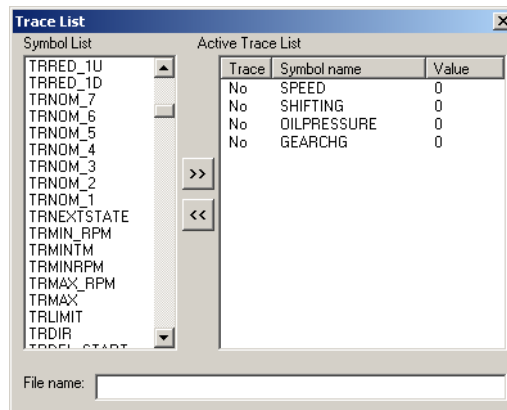 Trace List
Symbol List
Active Trace List
TRRED_1U
TRRED_1D
TRNOM_7
TRNOM_6
TRNOM_5
TRNOM_4
TRNOM_3
TRNOM_2
TRNOM_1
TRNEXTSTATE
TRMIN_RPM
TRMINTM
TRMINRPM
TRMAX_RPM
TRMAX
TRLIMIT
TRDIR
TRDEL_START
>>
<<
Trace Symbol name Value
No SPEED 0
No SHIFTING 0
No OILPRESSURE 0
No GEARCHG 0
File name: